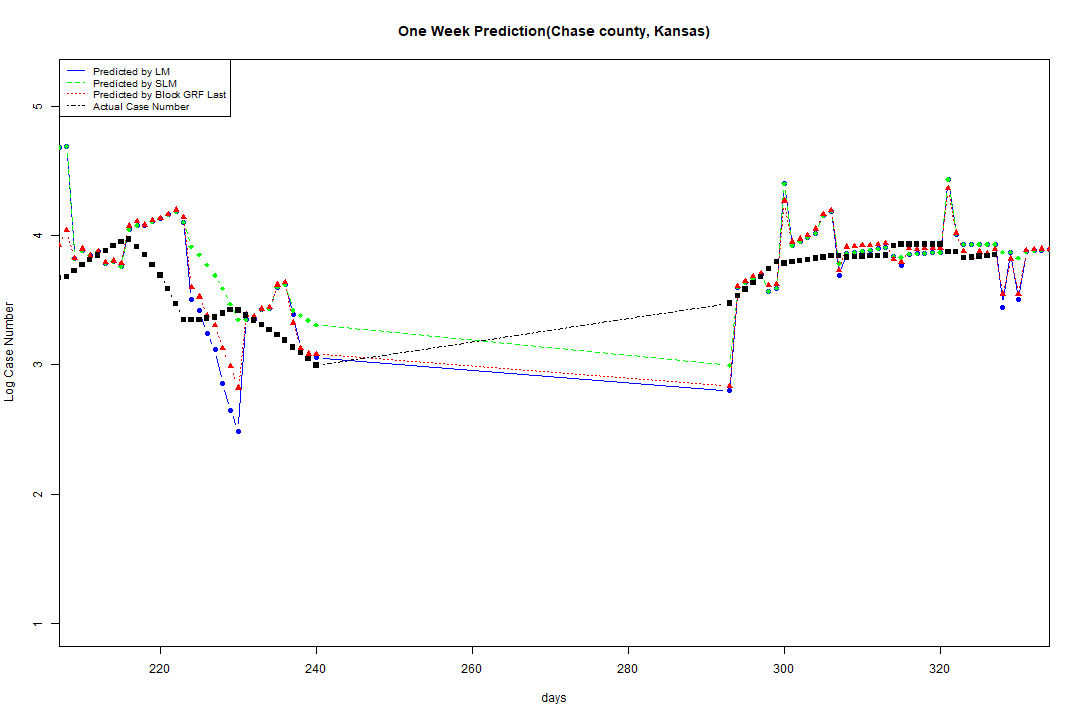 One Week Prediction(Chase county, Kansas)
Predicted by LM
Predicted by SLM
Predicted by Block GRF Last
Actual Case Number
5
4
3
2
1
Log Case Number
220 240 260 280 300 320
days